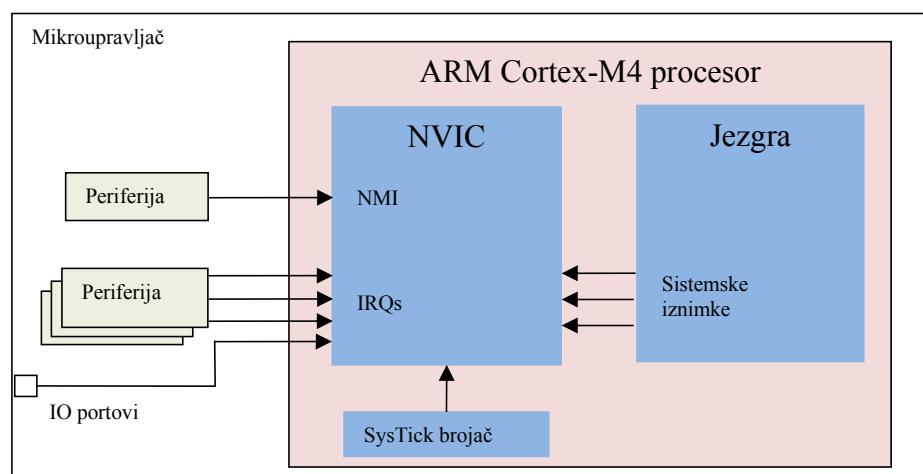 Mikroupravljač
ARM Cortex-M4 procesor
NVIC
Jezgra
Periferija
NMI
Periferija
IRQs
Sistemske
iznimke
IO portovi
SysTick brojač